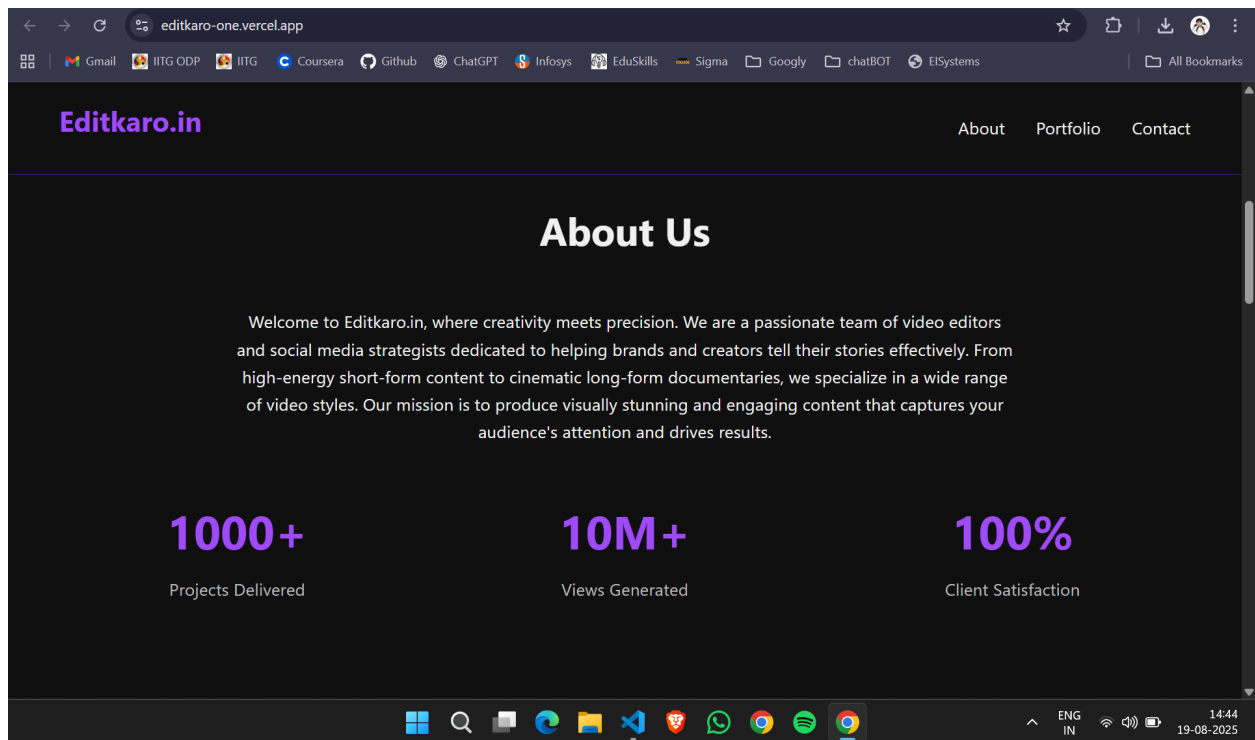 editkaro-one.vercel.app
Gmail IITG ODP IITG Coursera Github ChatGPT Infosys EduSkills Sigma Googly chatBOT EISystems All Bookmarks
Editkaro.in
About Portfolio Contact
About Us
Welcome to Editkaro.in, where creativity meets precision. We are a passionate team of video editors
and social media strategists dedicated to helping brands and creators tell their stories effectively. From
high-energy short-form content to cinematic long-form documentaries, we specialize in a wide range
of video styles. Our mission is to produce visually stunning and engaging content that captures your
audience's attention and drives results.
1000+ 10M+ 100%
Projects Delivered Views Generated Client Satisfaction
ENG 14:44
IN 19-08-2025